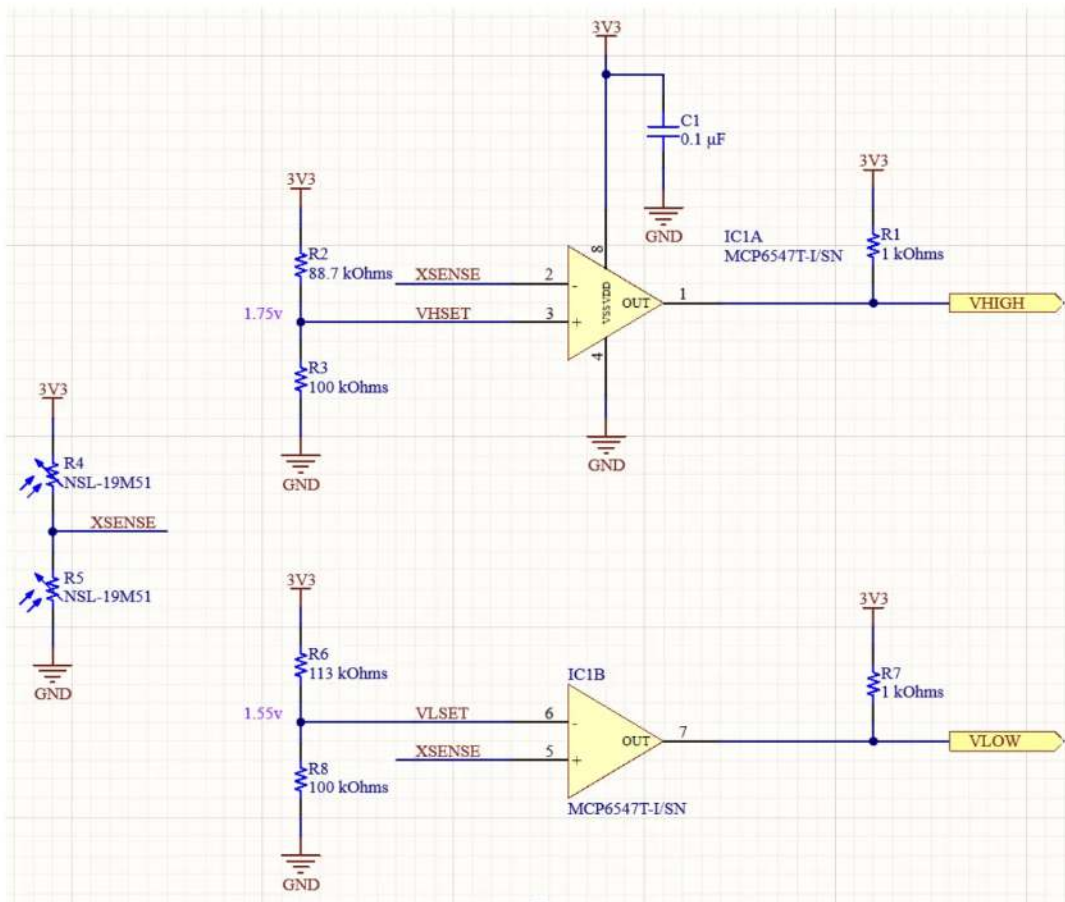 3V3
C1
0.1 µF
GND
3V3
R1
1 kOhms
VHIGH
3V3
R2
88.7 kOhms
1.75v
R3
100 kOhms
GND
XSENSE
VHSET
2
3
-
+
8
VSSVDD
OUT
4
1
IC1A
MCP6547T-I/SN
GND
3V3
R4
NSL-19M51
XSENSE
R5
NSL-19M51
GND
3V3
R6
113 kOhms
1.55v
R8
100 kOhms
GND
VLSET
XSENSE
6
5
-
+
IC1B
OUT
7
MCP6547T-I/SN
3V3
R7
1 kOhms
VLOW